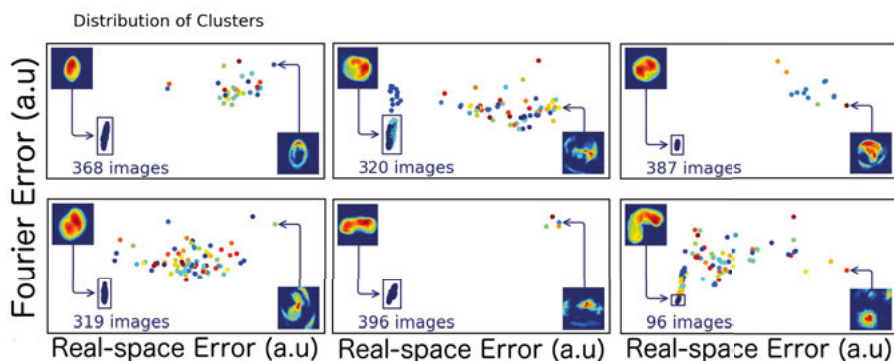 Distribution of Clusters
Fourier Error (a.u)
368 images
320 images
387 images
319 images
396 images
96 images
Real-space Error (a.u)
Real-space Error (a.u)
Real-space Error (a.u)